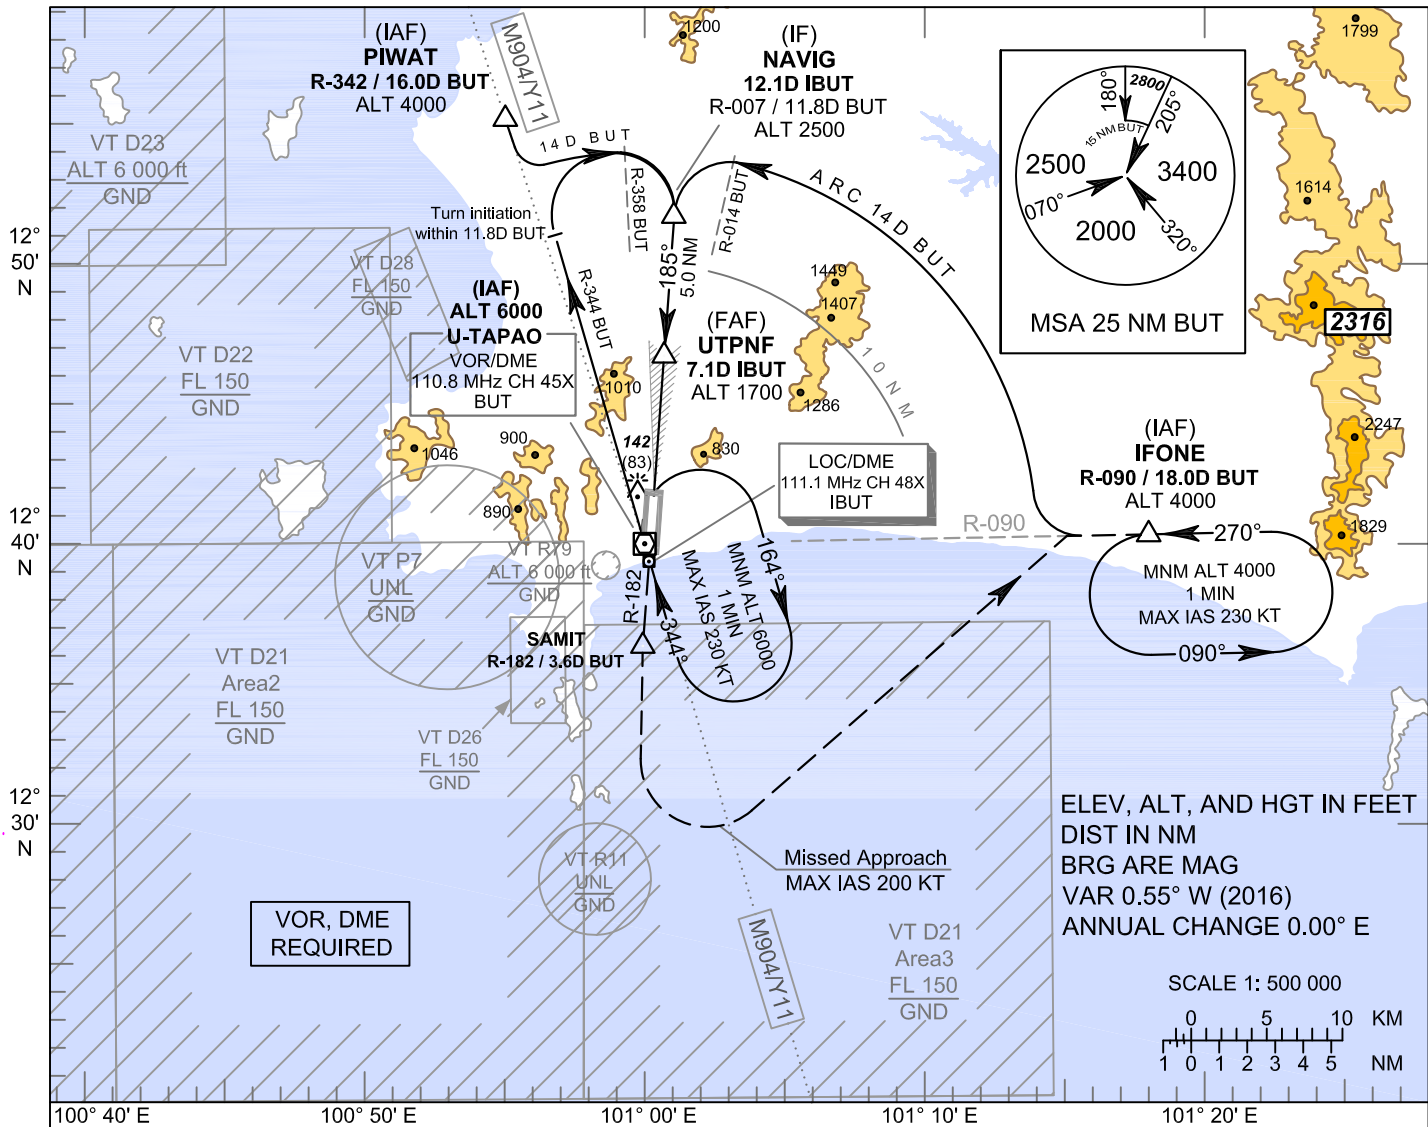 (IAF)
PIWAT
R-342 / 16.0D BUT
ALT 4000
M904/Y11
1200
(IF)
NAVIG
12.1D IBUT
R-007 / 11.8D BUT
ALT 2500
180°
2800
205°
15 NM BUT
2500
3400
070°
2000
320°
MSA 25 NM BUT
1799
1614
2316
2247
1829
VT D23
ALT 6 000 ft
GND
14 D BUT
R-358 BUT
R-014 BUT
ARC 14D BUT
Turn initiation
within 11.8D BUT
R-344 BUT
185°
5.0 NM
12°
50'
N
VT D28
FL 150
GND
(IAF)
ALT 6000
U-TAPAO
VOR/DME
110.8 MHz CH 45X
BUT
(FAF)
UTPNF
7.1D IBUT
ALT 1700
1449
1407
1286
10 NM
VT D22
FL 150
GND
1010
1046
900
890
830
142
(83)
LOC/DME
111.1 MHz CH 48X
IBUT
(IAF)
IFONE
R-090 / 18.0D BUT
ALT 4000
R-090
270°
MNM ALT 4000
1 MIN
MAX IAS 230 KT
090°
12°
40'
N
VT P7
UNL
GND
VT R79
ALT 6 000 ft
GND
R-182
164°
MNM ALT 6000
1 MIN
MAX IAS 230 KT
344°
SAMIT
R-182 / 3.6D BUT
VT D21
Area2
FL 150
GND
VT D26
FL 150
GND
12°
30'
N
VT R11
UNL
GND
Missed Approach
MAX IAS 200 KT
M904/Y11
VT D21
Area3
FL 150
GND
VOR, DME
REQUIRED
ELEV, ALT, AND HGT IN FEET
DIST IN NM
BRG ARE MAG
VAR 0.55° W (2016)
ANNUAL CHANGE 0.00° E
SCALE 1: 500 000
0 5 10 KM
1 0 1 2 3 4 5 NM
100° 40' E 100° 50' E 101° 00' E 101° 10' E 101° 20' E